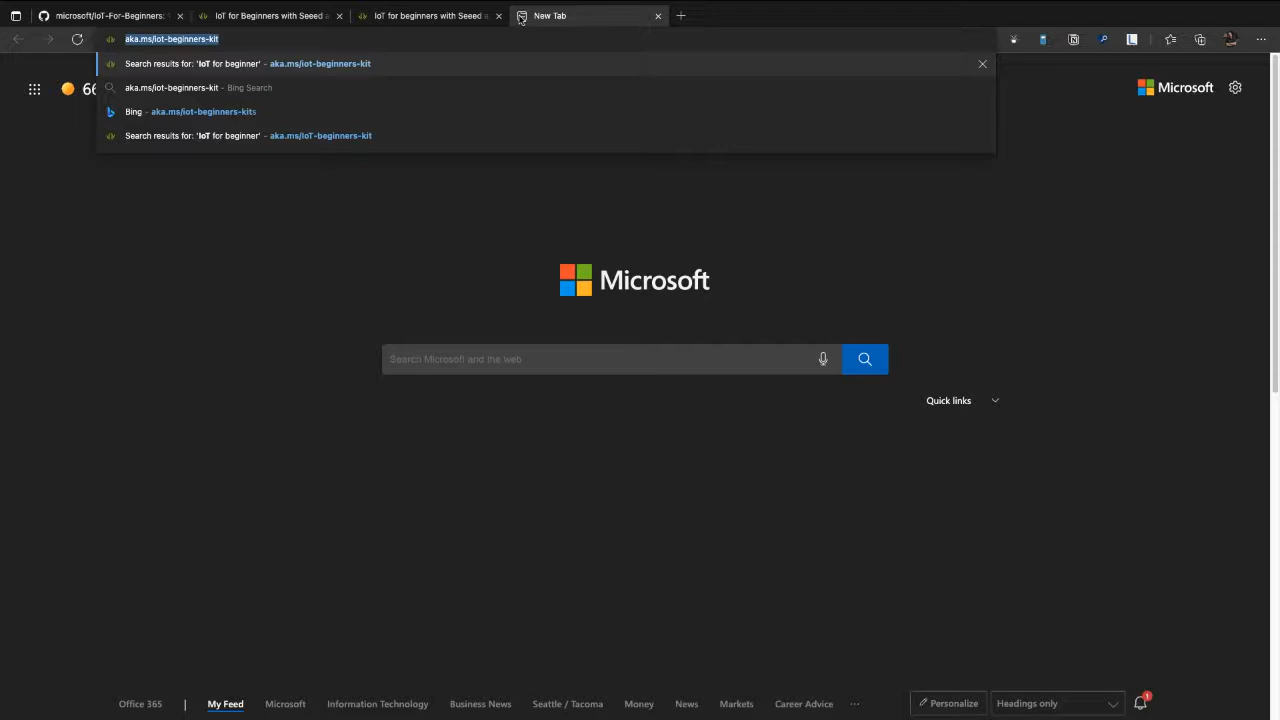 microsoft/IoT-For-Beginners:
IoT for Beginners with Seeed a
IoT for beginners with Seeed a
New Tab
aka.ms/iot-beginners-kit
Search results for: 'IoT for beginner' - aka.ms/iot-beginners-kit
aka.ms/iot-beginners-kit - Bing Search
Bing - aka.ms/iot-beginners-kits
Search results for: 'IoT for beginner' - aka.ms/IoT-beginners-kit
66
Microsoft
Microsoft
Search Microsoft and the web
Quick links
Office 365 | My Feed Microsoft Information Technology Business News Seattle / Tacoma Money News Markets Career Advice ... Personalize Headings only 1